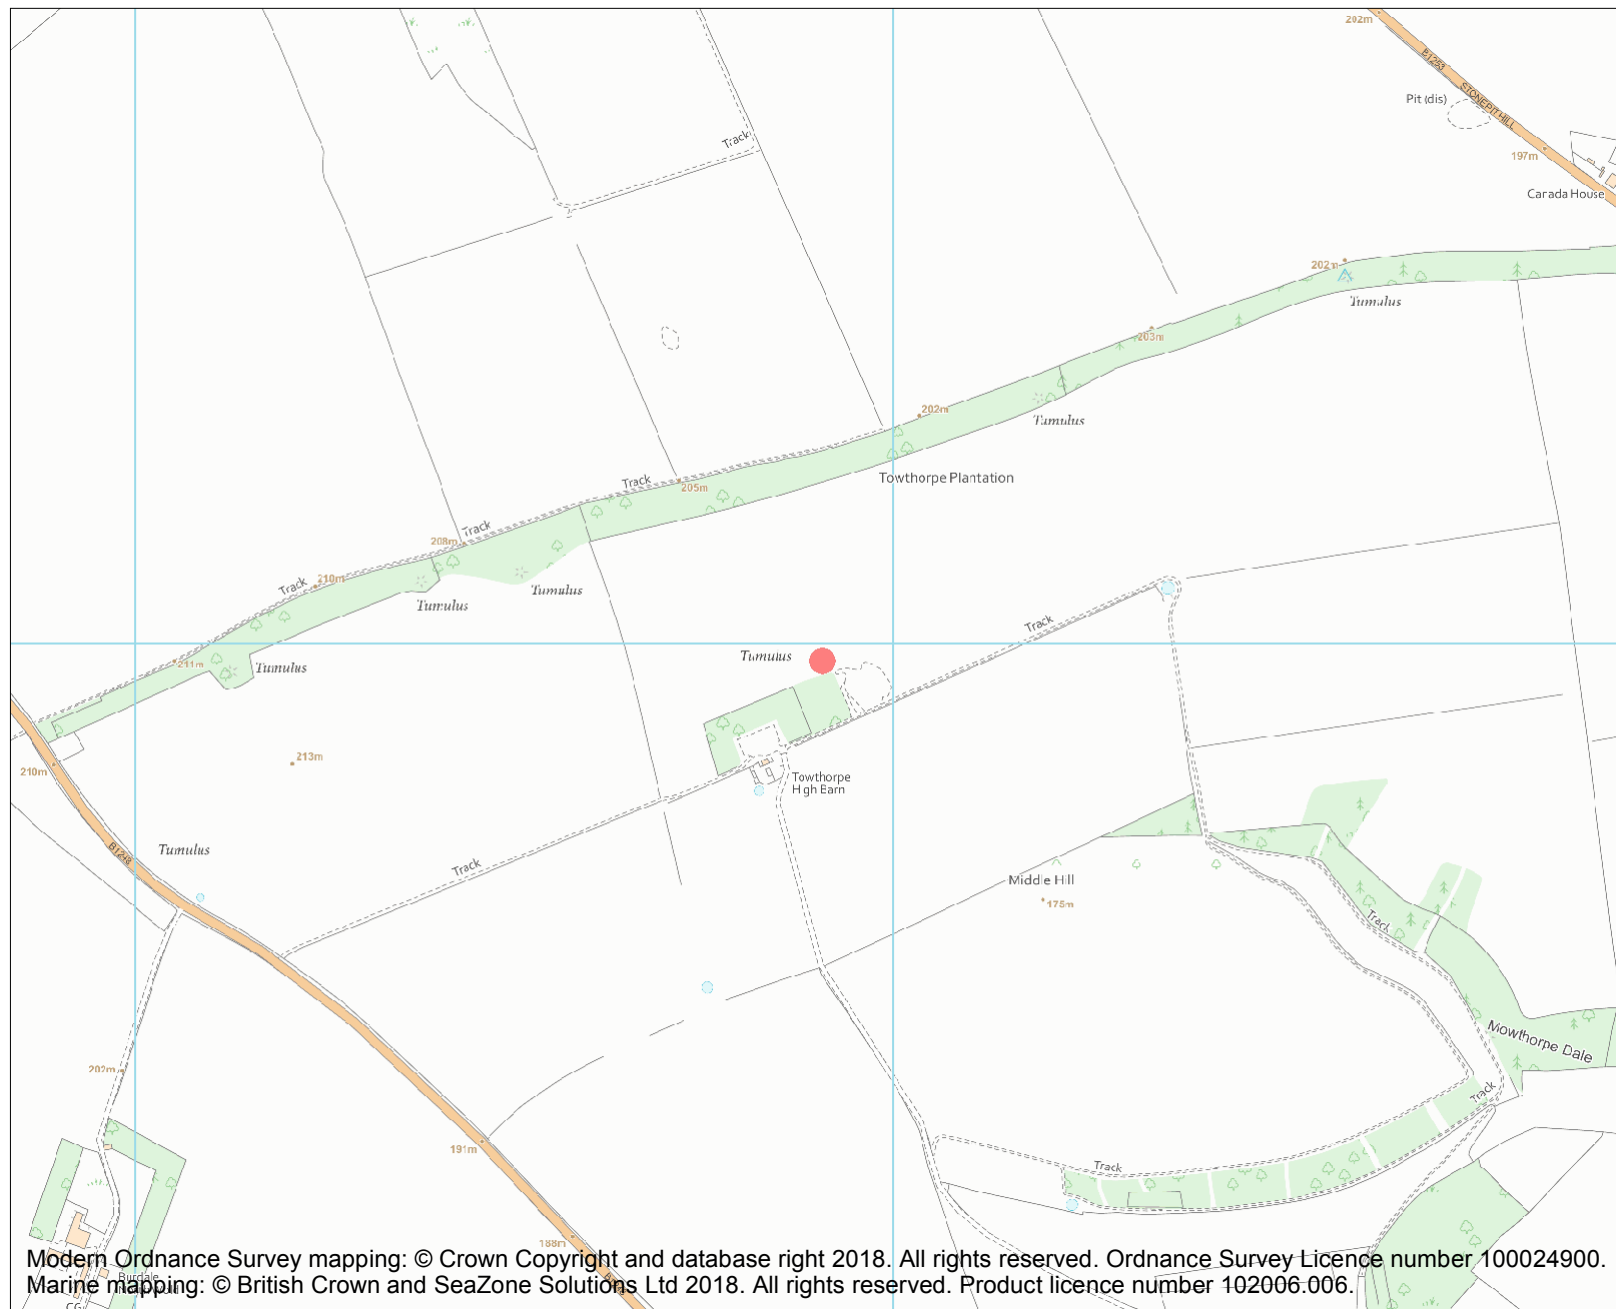 202m
B1253
STONEPIT HILL
Pit (dis)
Track
197m
Canada House
202m
Tumulus
203m
202m
Tumulus
Towthorpe Plantation
Track
205m
Track
208m
Tumulus
Tumulus
Track
210m
211m
Tumulus
Track
Tumulus
213m
210m
Towthorpe
High Barn
B1248
Tumulus
Track
Middle Hill
175m
Track
Mowthorpe Dale
202m
Track
191m
Track
188m
Modern Ordnance Survey mapping: © Crown Copyright and database right 2018. All rights reserved. Ordnance Survey Licence number 100024900.
Marine mapping: © British Crown and SeaZone Solutions Ltd 2018. All rights reserved. Product licence number 102006.006.
Burdale
CG